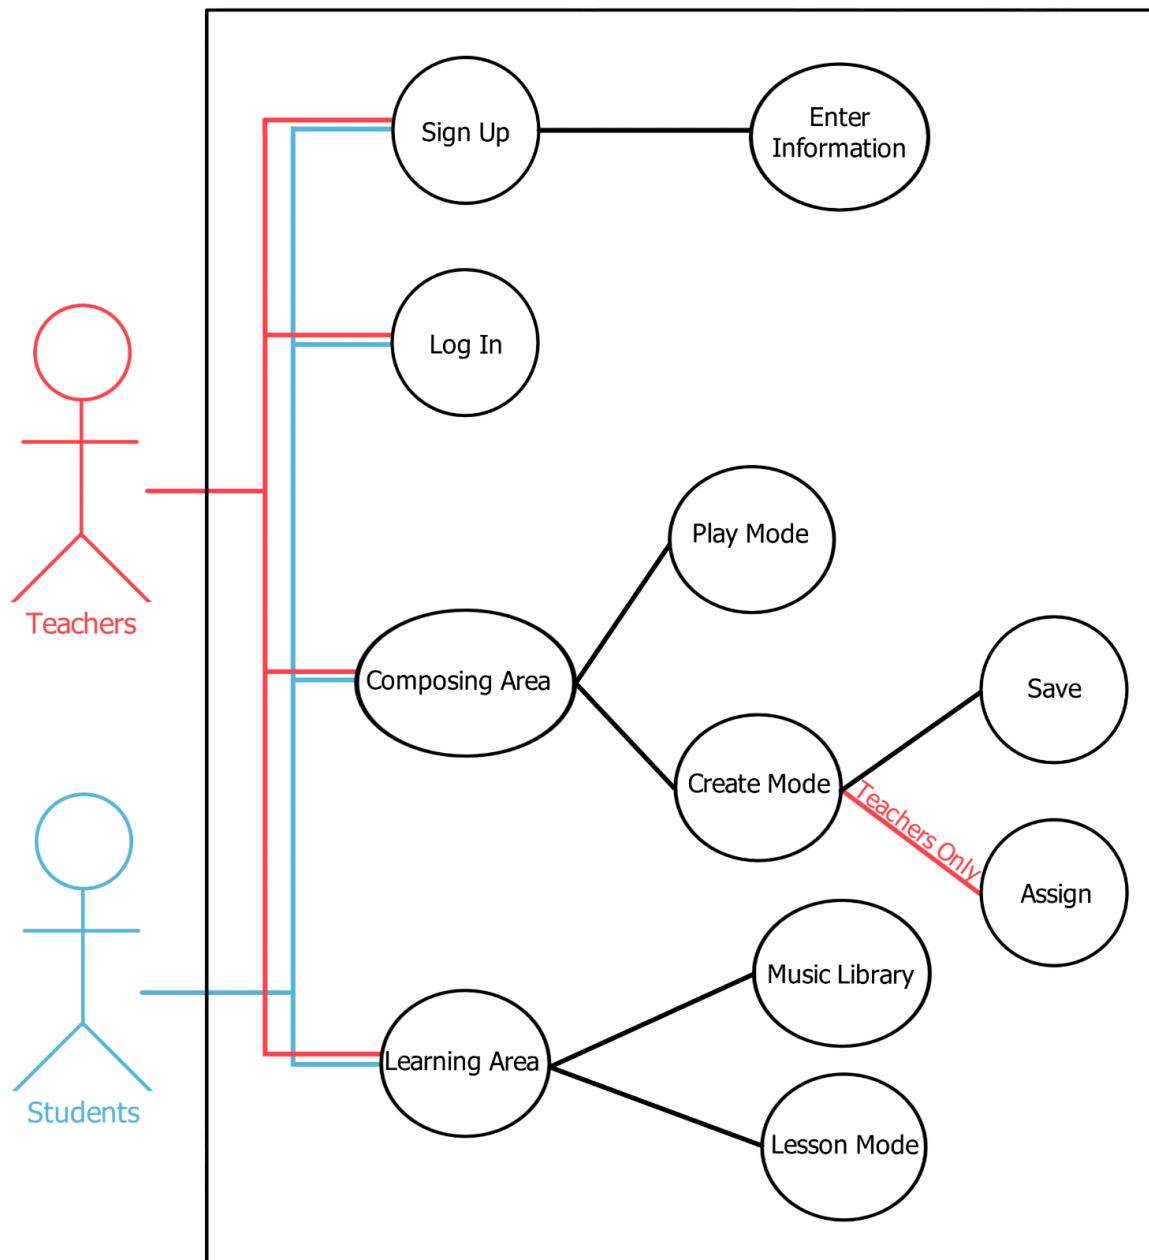 Sign Up
Enter
Information
Log In
Teachers
Play Mode
Composing Area
Save
Create Mode
Teachers Only
Assign
Students
Music Library
Learning Area
Lesson Mode